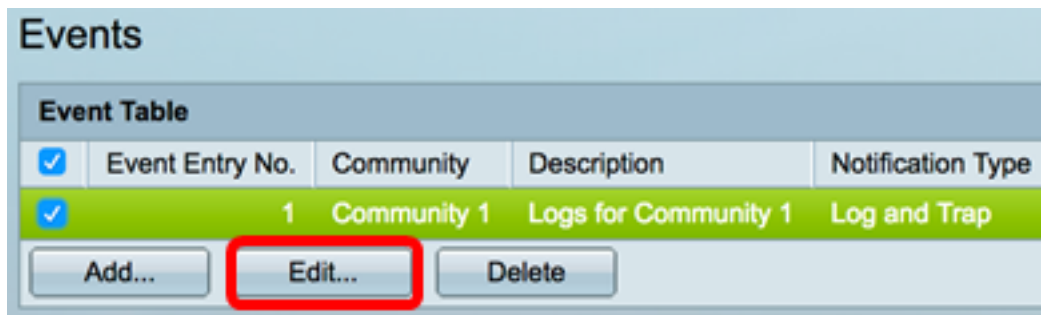 Events
Event Table
Event Entry No. Community Description Notification Type
1 Community 1 Logs for Community 1 Log and Trap
Add... Edit... Delete